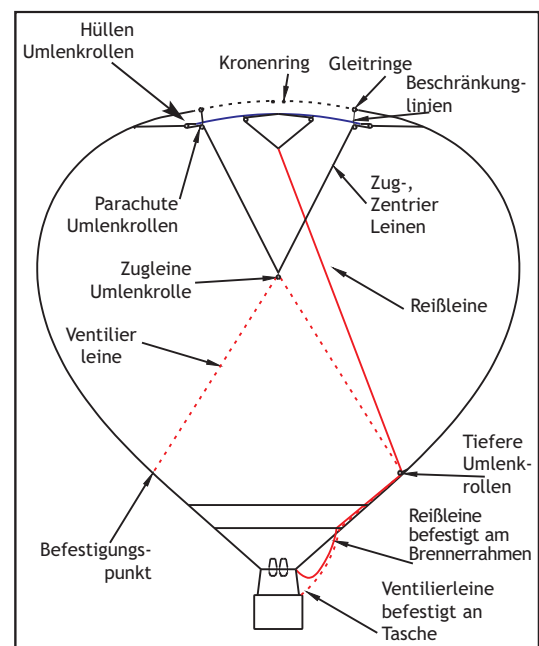 Hüllen
Umlenkrollen
Kronenring
Gleitringe
Beschränkung-
linien
Parachute
Umlenkrollen
Zug-,
Zentrier
Leinen
Zugleine
Umlenkrolle
Reißleine
Ventilier
leine
Tiefere
Umlenk-
rollen
Befestigungs-
punkt
Reißleine
befestigt am
Brennerrahmen
Ventilierleine
befestigt an
Tasche